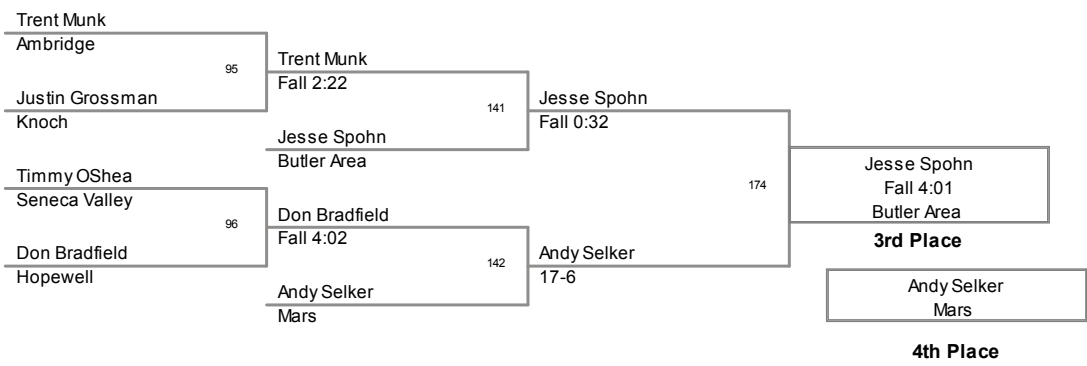 Trent Munk
Ambridge
95
Trent Munk
Fall 2:22
Justin Grossman
Knoch
141
Jesse Spohn
Fall 0:32
Jesse Spohn
Butler Area
Timmy OShea
Seneca Valley
174
Jesse Spohn
Fall 4:01
Butler Area
3rd Place
96
Don Bradfield
Fall 4:02
Don Bradfield
Hopewell
142
Andy Selker
17-6
Andy Selker
Mars
Andy Selker
Mars
4th Place